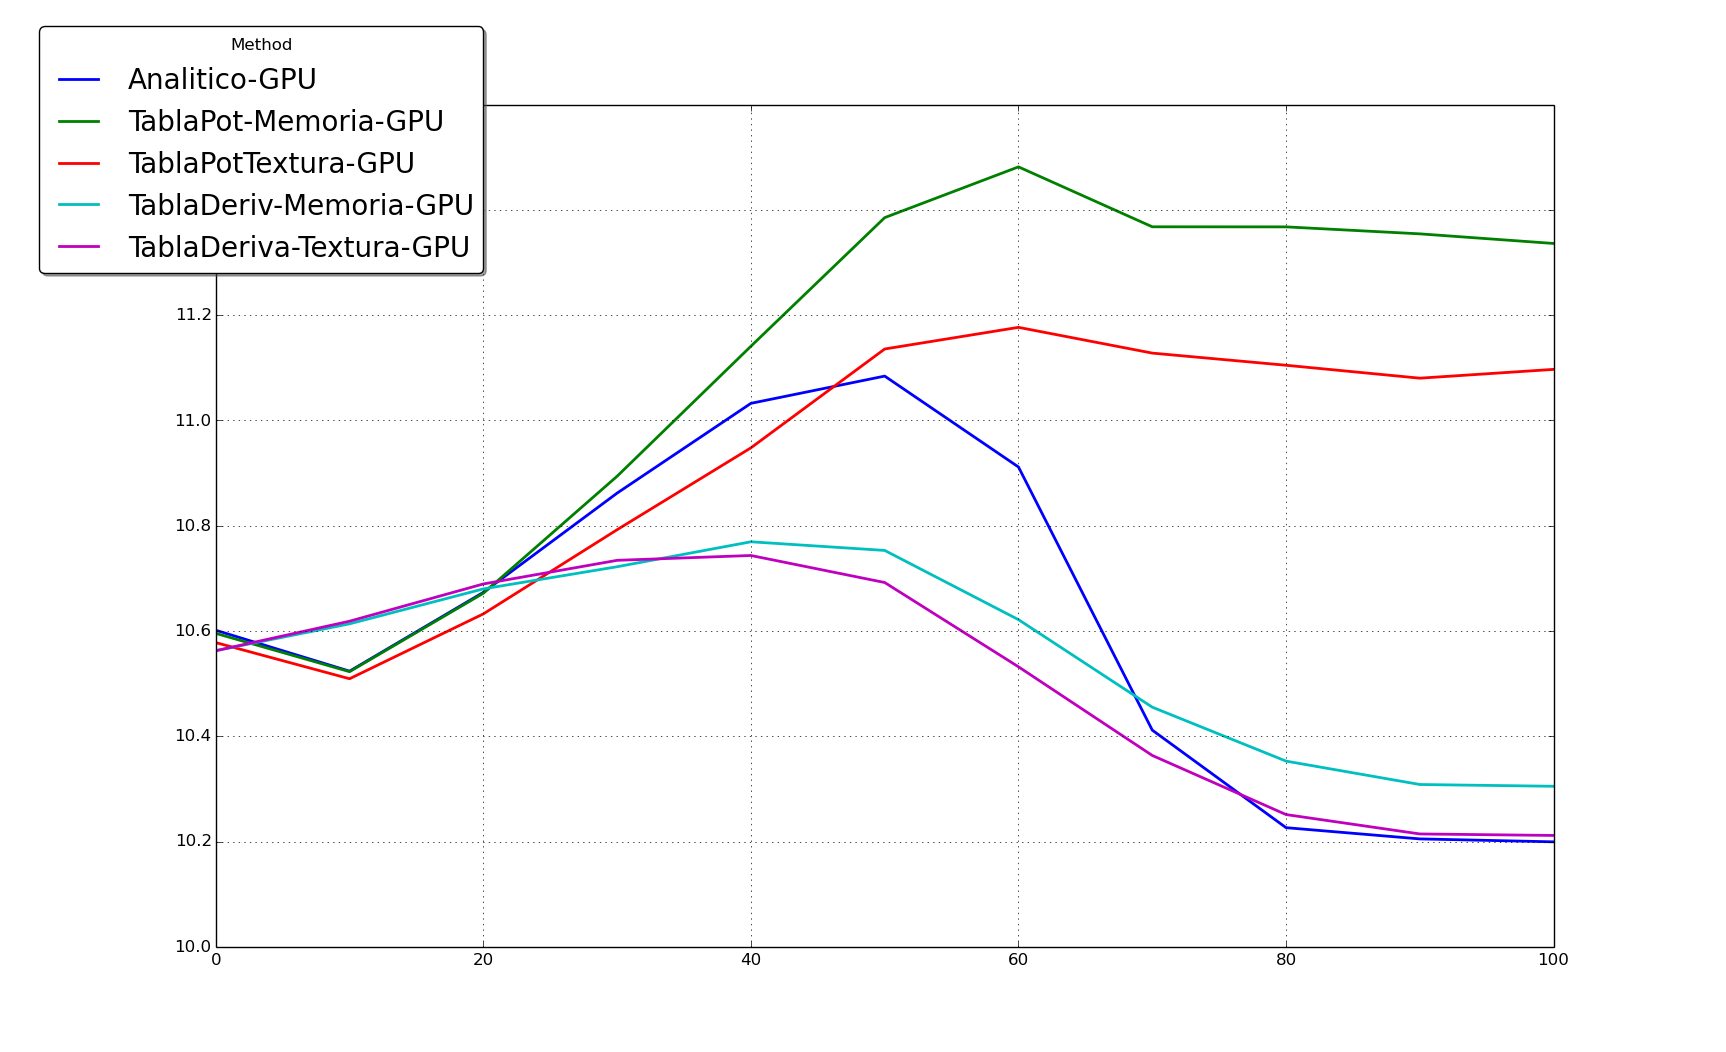 Method
Analitico-GPU
TablaPot-Memoria-GPU
TablaPotTextura-GPU
TablaDeriv-Memoria-GPU
TablaDeriva-Textura-GPU
11.2
11.0
10.8
10.6
10.4
10.2
10.0
0 20 40 60 80 100